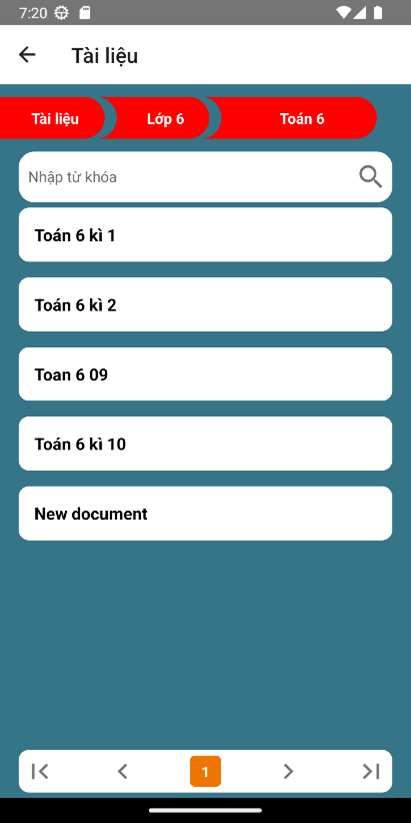 7:20
Tài liệu
Tài liệu Lớp 6 Toán 6
Nhập từ khóa
Toán 6 kì 1
Toán 6 kì 2
Toan 6 09
Toán 6 kì 10
New document
1